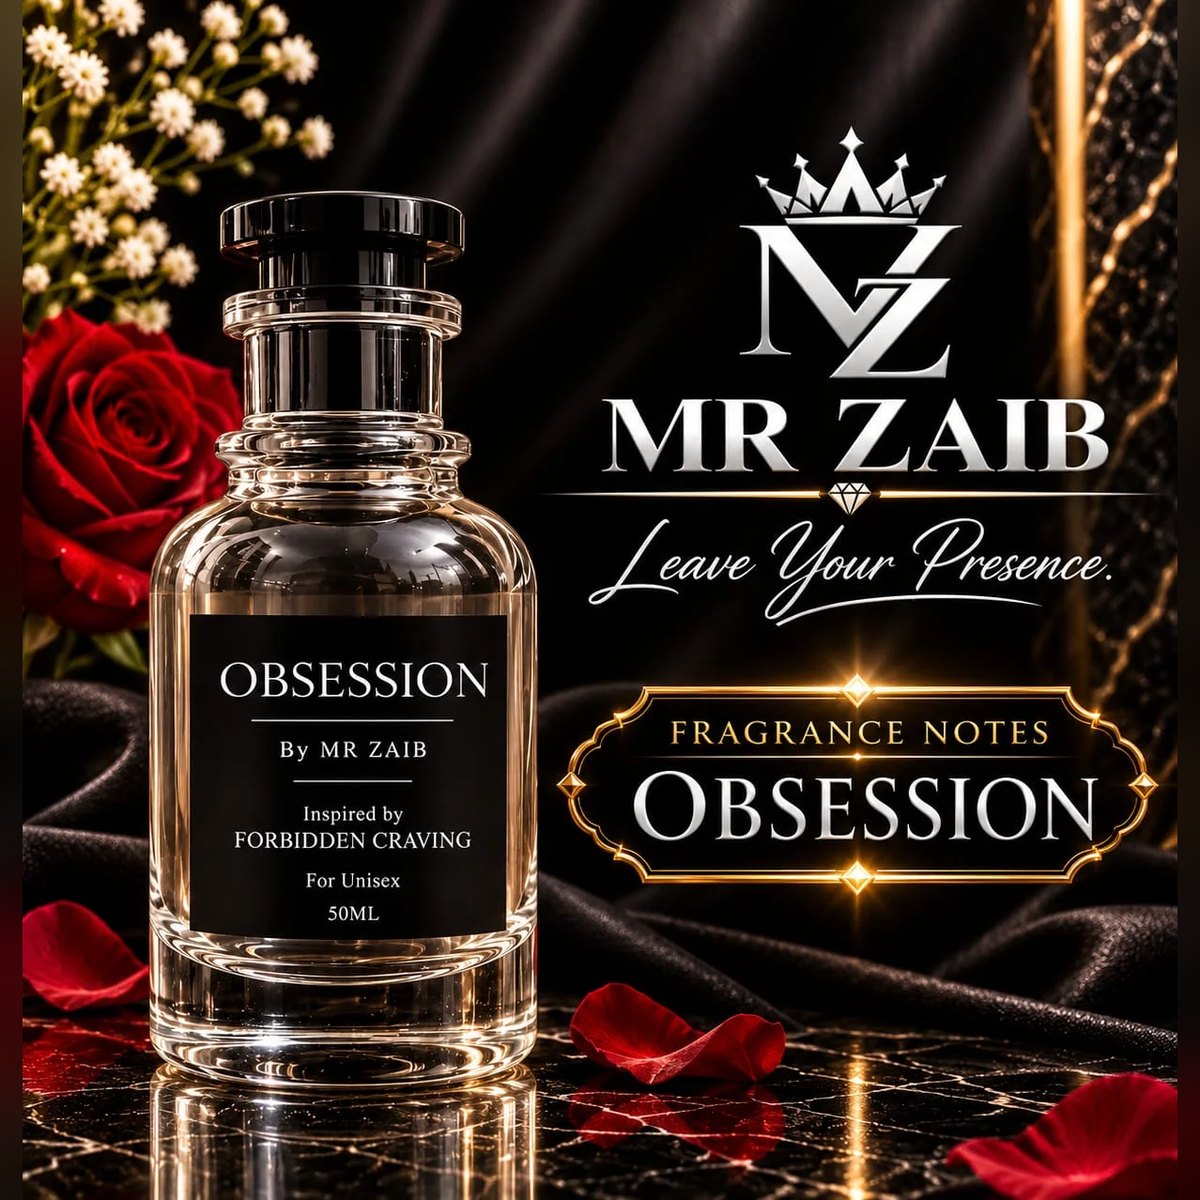 OBSESSION
By MR ZAIB
Inspired by
FORBIDDEN CRAVING
For Unisex
50ML
MZ
MR ZAIB
Leave Your Presence.
FRAGRANCE NOTES
OBSESSION